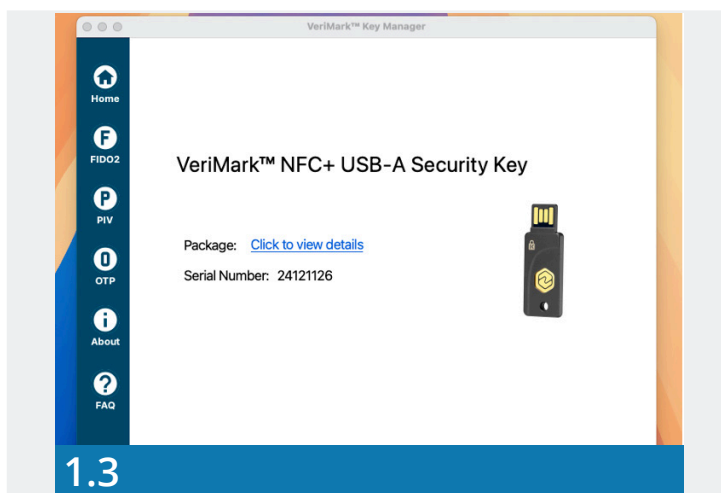 VeriMark™ Key Manager
Home
F
FIDO2
P
PIV
O
OTP
i
About
?
FAQ
VeriMark™ NFC+ USB-A Security Key
Package: Click to view details
Serial Number: 24121126
1.3